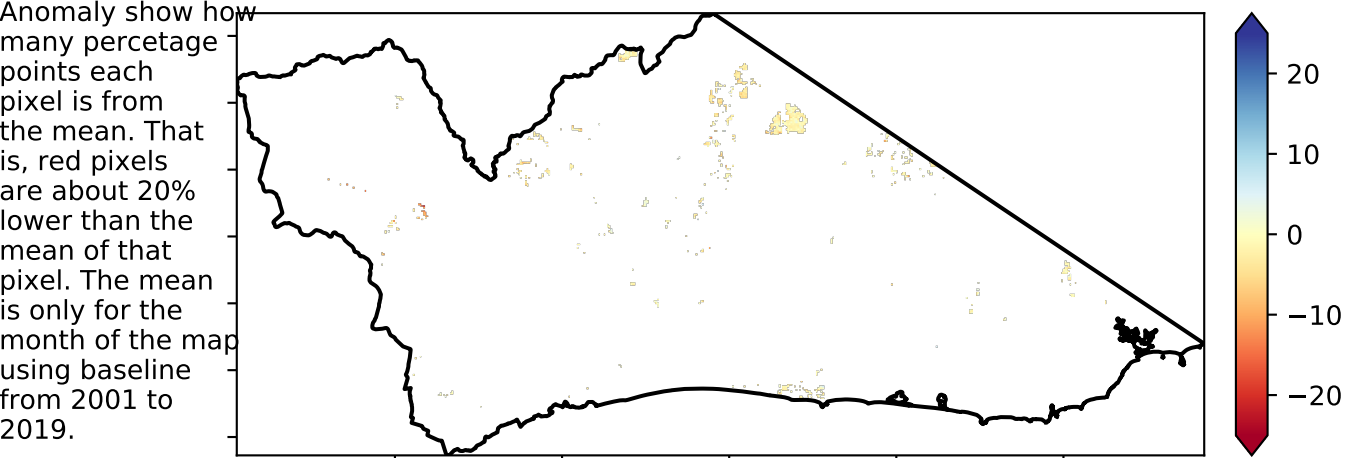 Anomaly show how
many percetage
points each
pixel is from
the mean. That
is, red pixels
are about 20%
lower than the
mean of that
pixel. The mean
is only for the
month of the map
using baseline
from 2001 to
2019.
20
10
0
−10
−20